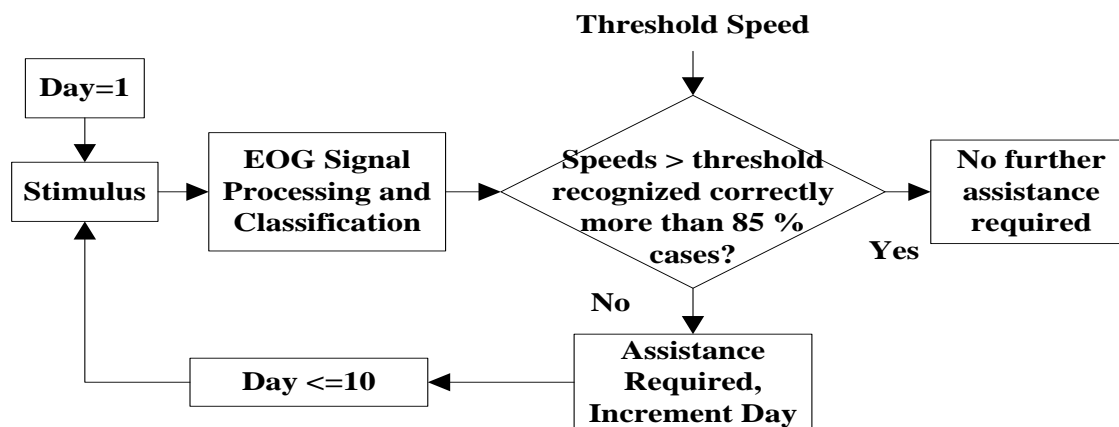 Threshold Speed
Day=1
Stimulus
EOG Signal
Processing and
Classification
Speeds > threshold
recognized correctly
more than 85 %
cases?
No further
assistance
required
Yes
No
Assistance
Required,
Increment Day
Day <=10